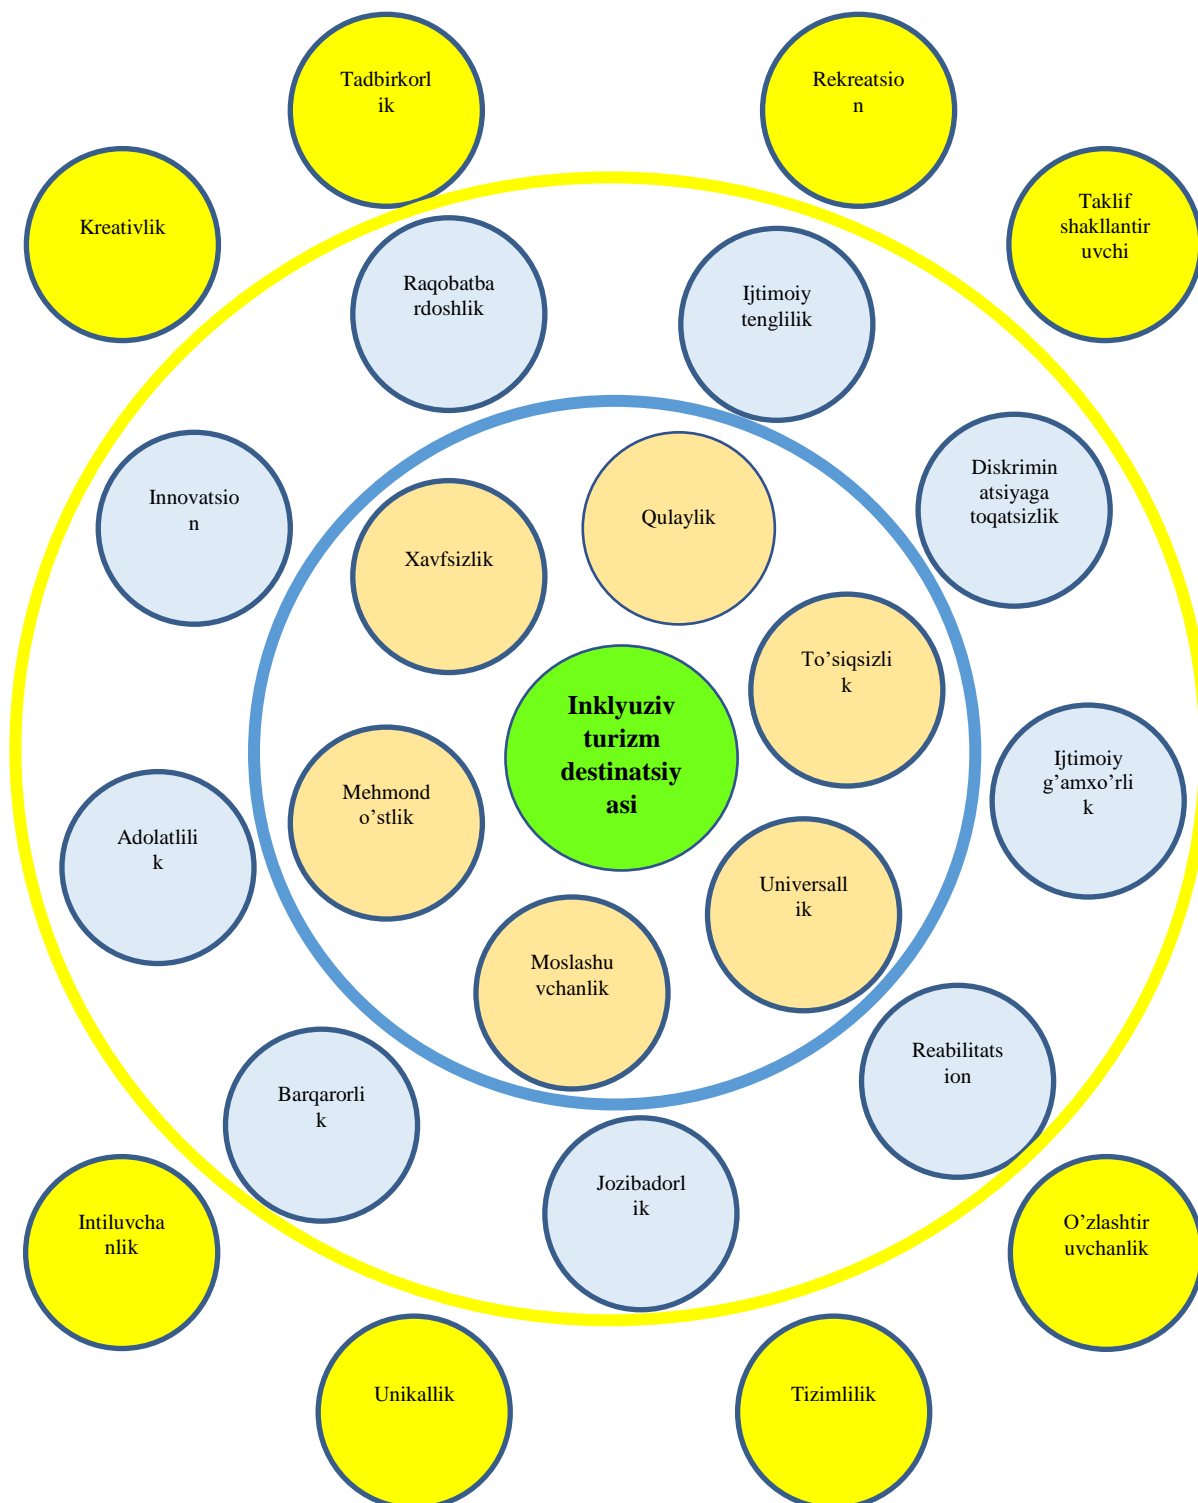 Tadbirkorl
ik
Rekreatsio
n
Kreativlik
Taklif
shakllantir
uvchi
Raqobatba
rdoshlik
Ijtimoiy
tenglilik
Innovatsio
n
Diskrimin
atsiyaga
toqatsizlik
Xavfsizlik
Qulaylik
To’siqsizli
k
Inklyuziv
turizm
destinatsiy
asi
Mehmond
o’stlik
Ijtimoiy
g’amxo’rli
k
Adolatlili
k
Universall
ik
Moslashu
vchanlik
Reabilitats
ion
Barqarorli
k
Jozibadorl
ik
Intiluvcha
nlik
O’zlashtir
uvchanlik
Unikallik
Tizimlilik